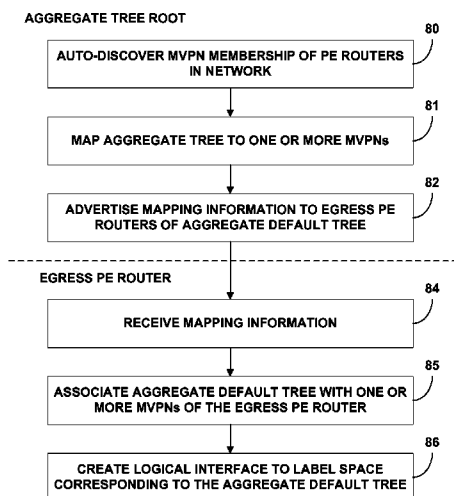 AGGREGATE TREE ROOT
80
AUTO-DISCOVER MVPN MEMBERSHIP OF PE ROUTERS
IN NETWORK
81
MAP AGGREGATE TREE TO ONE OR MORE MVPNs
82
ADVERTISE MAPPING INFORMATION TO EGRESS PE
ROUTERS OF AGGREGATE DEFAULT TREE
EGRESS PE ROUTER
84
RECEIVE MAPPING INFORMATION
85
ASSOCIATE AGGREGATE DEFAULT TREE WITH ONE OR
MORE MVPNs OF THE EGRESS PE ROUTER
86
CREATE LOGICAL INTERFACE TO LABEL SPACE
CORRESPONDING TO THE AGGREGATE DEFAULT TREE